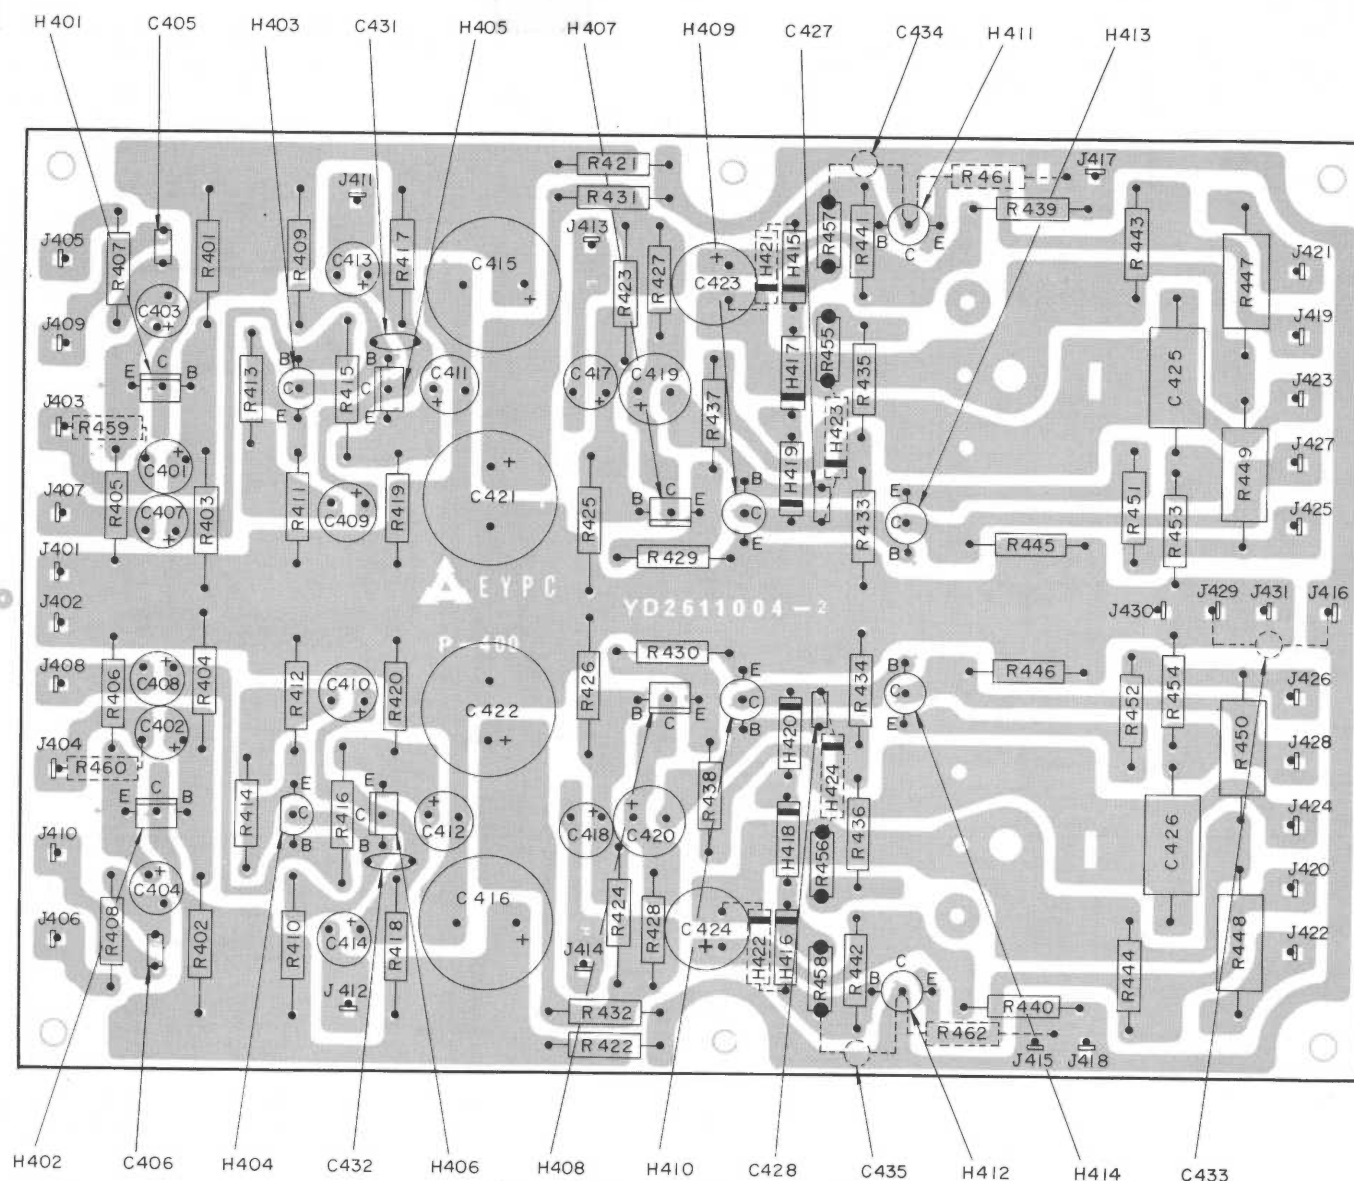 H401 C405 H403 C431 H405 H407 H409 C427 C434 H411 H413
R421
J417
J411
R461
R431
R439
J405
R407
R401
R409
R417
J413
R423
R427
H421
H415
R457
R441
B
E
C
R443
R447
J421
C413
+
C415
+
C423
+
C403
+
J409
J419
R455
R435
H417
C425
R413
R415
B
C
E
B
C
E
C411
+
C417
+
C419
+
R437
E
C
B
J423
J403
R459
H423
H419
C401
+
R405
R403
R411
R419
C421
+
R425
R433
R451
R453
R449
J427
J407
C407
+
C409
+
B
C
E
B
C
E
E
C
B
J425
J401
R429
R445
EYPC
YD2611004-2
J402
J430
J429
J431
J416
P-400
J408
R406
C408
+
R404
R412
C410
+
R420
C422
+
R426
R430
B
C
E
E
C
B
R434
B
C
E
R446
R452
R454
R450
J426
C402
+
H420
J404
R460
H424
J428
E
C
B
R414
E
C
B
R416
E
C
B
C412
+
C418
+
C420
+
R438
H418
R436
R456
C426
J424
J410
C404
+
J420
R408
R402
R410
C414
+
R418
C416
+
R424
R428
C424
+
H422
H416
R458
R442
R444
R448
J406
J422
J414
C
B
E
J412
R432
R440
R462
R422
J415
J418
H402 C406 H404 C432 H406 H408 H410 C428 C435 H412 H414 C433